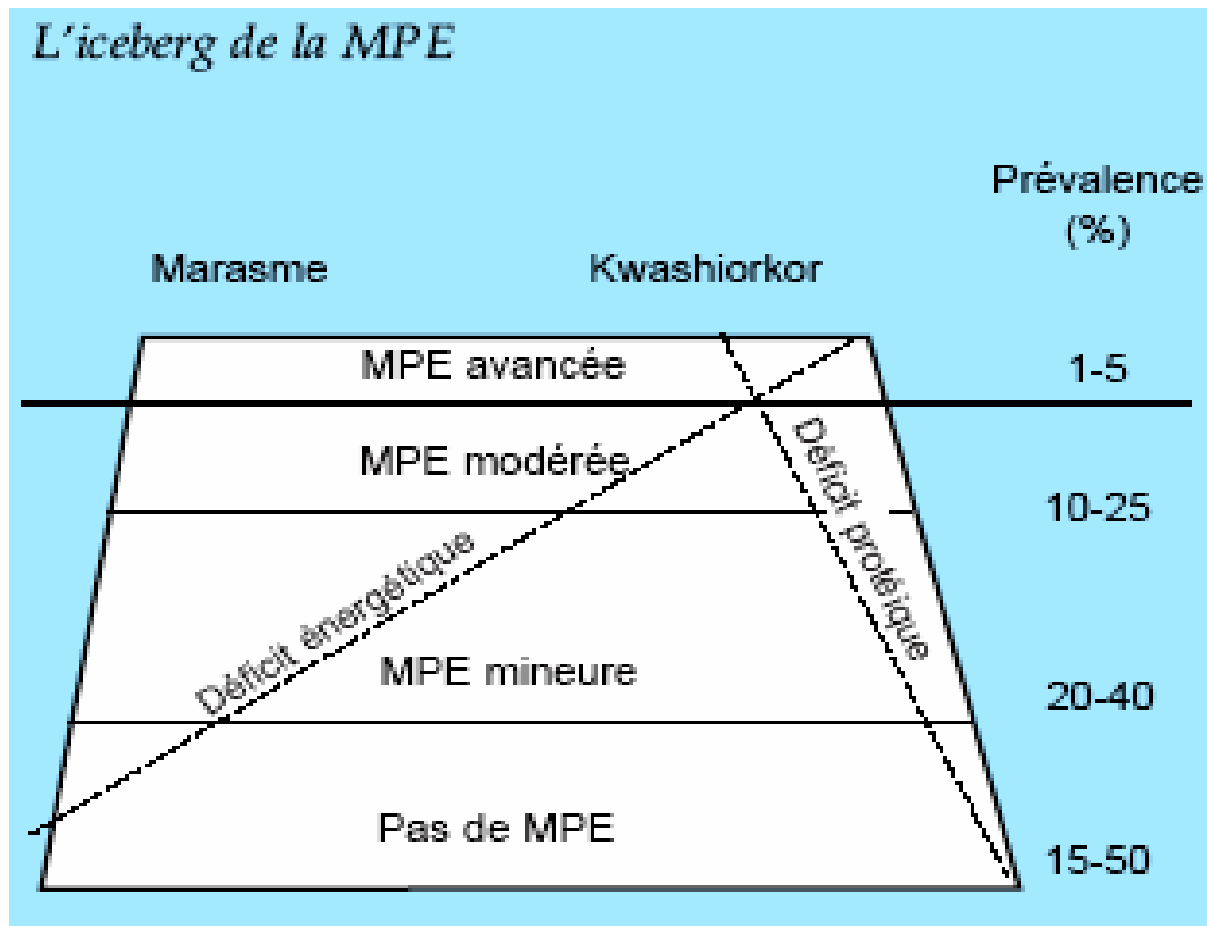 L'iceberg de la MPE
Prévalence
(%)
Marasme
Kwashiorkor
MPE avancée
1-5
MPE modérée
10-25
Déficit énergétique
Déficit protéique
MPE mineure
20-40
Pas de MPE
15-50